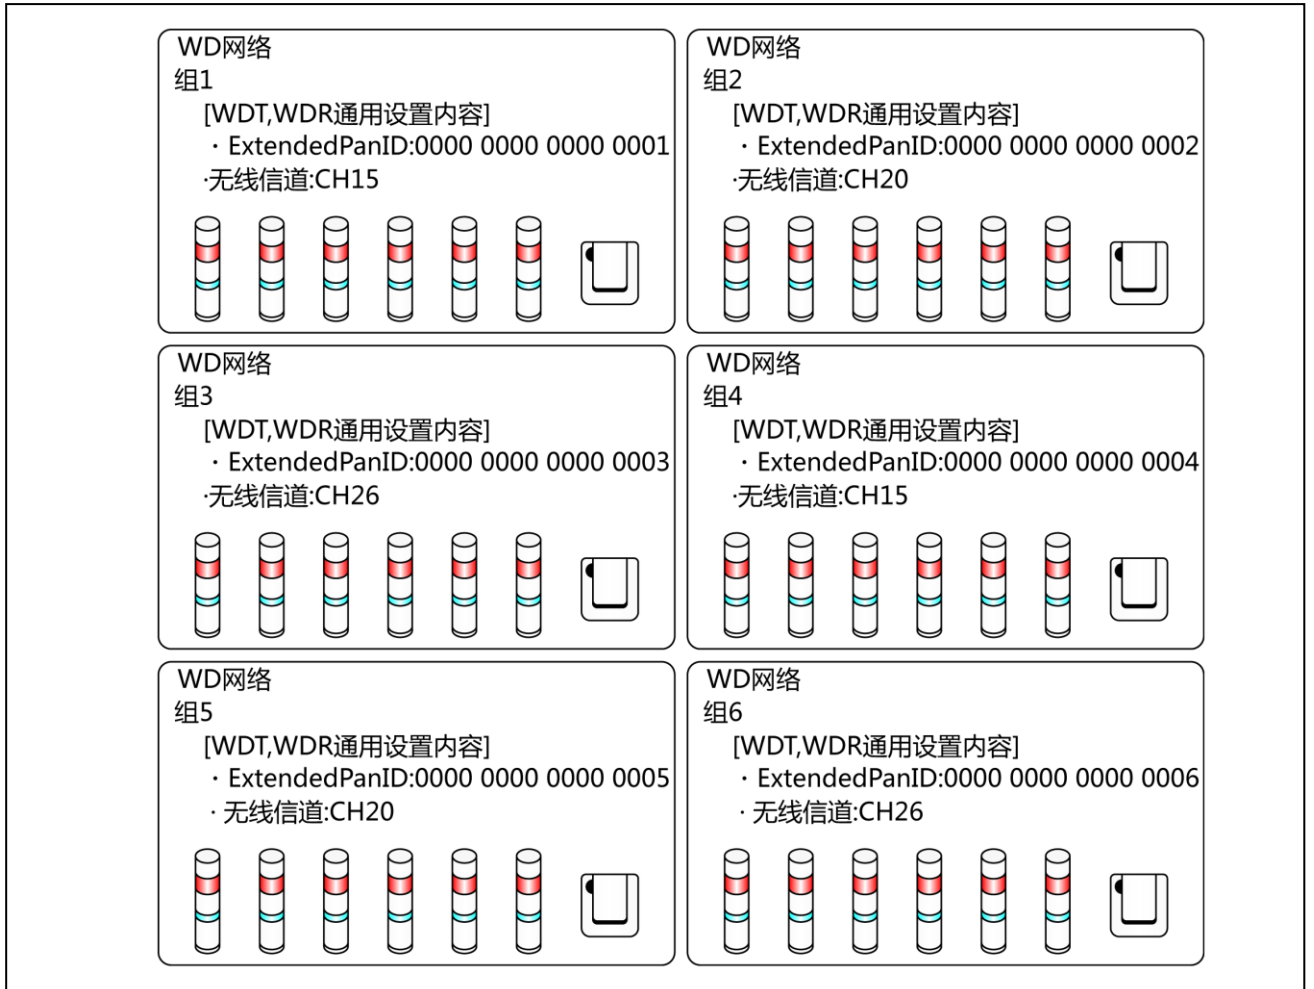 WD网络
组1
[WDT,WDR通用设置内容]
· ExtendedPanID:0000 0000 0000 0001
·无线信道:CH15
WD网络
组2
[WDT,WDR通用设置内容]
· ExtendedPanID:0000 0000 0000 0002
·无线信道:CH20
WD网络
组3
[WDT,WDR通用设置内容]
· ExtendedPanID:0000 0000 0000 0003
·无线信道:CH26
WD网络
组4
[WDT,WDR通用设置内容]
· ExtendedPanID:0000 0000 0000 0004
·无线信道:CH15
WD网络
组5
[WDT,WDR通用设置内容]
· ExtendedPanID:0000 0000 0000 0005
· 无线信道:CH20
WD网络
组6
[WDT,WDR通用设置内容]
· ExtendedPanID:0000 0000 0000 0006
· 无线信道:CH26